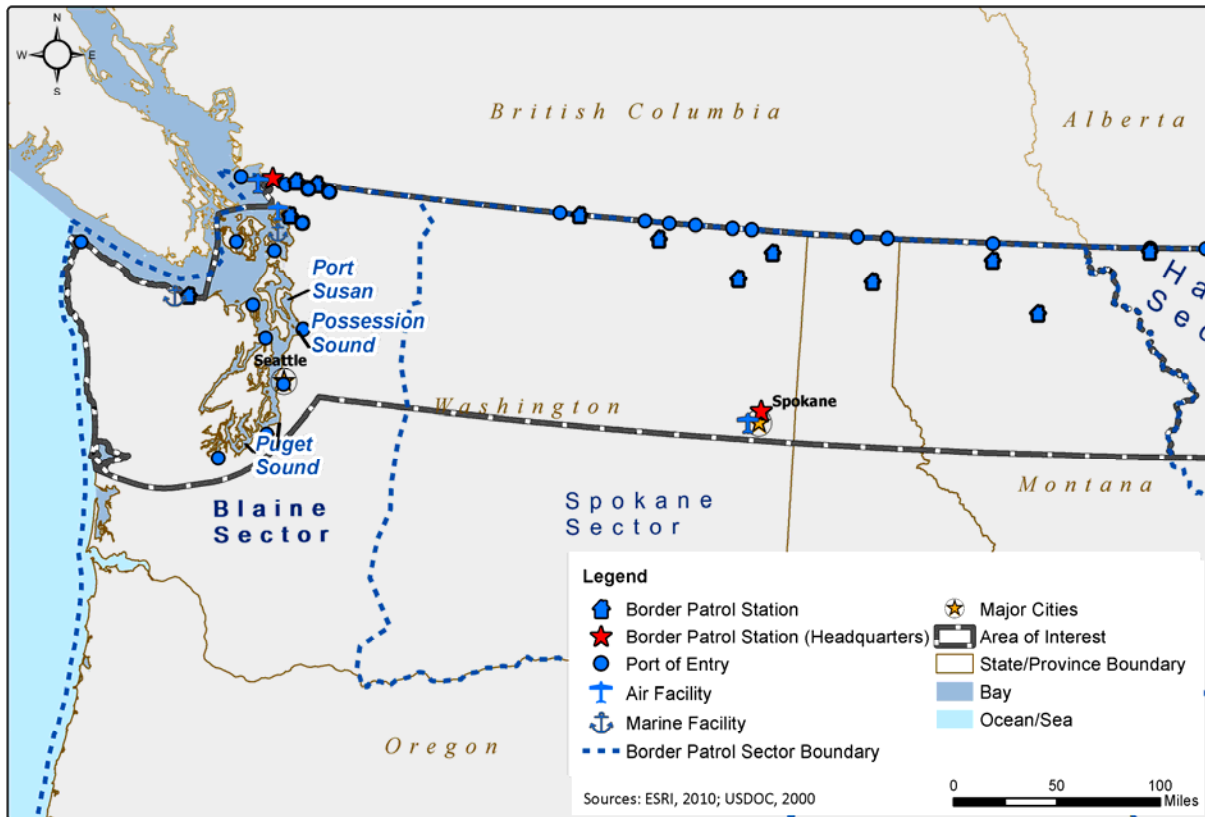 N
W E
S
British Columbia
Alberta
Port
Susan
Possession
Sound
Seattle
Ha
Sec
Washington
Spokane
Puget
Sound
Montana
Blaine
Sector
Spokane
Sector
Oregon
Legend
Border Patrol Station
Border Patrol Station (Headquarters)
Port of Entry
Air Facility
Marine Facility
Border Patrol Sector Boundary
Major Cities
Area of Interest
State/Province Boundary
Bay
Ocean/Sea
Sources: ESRI, 2010; USDOC, 2000
0 50 100
Miles